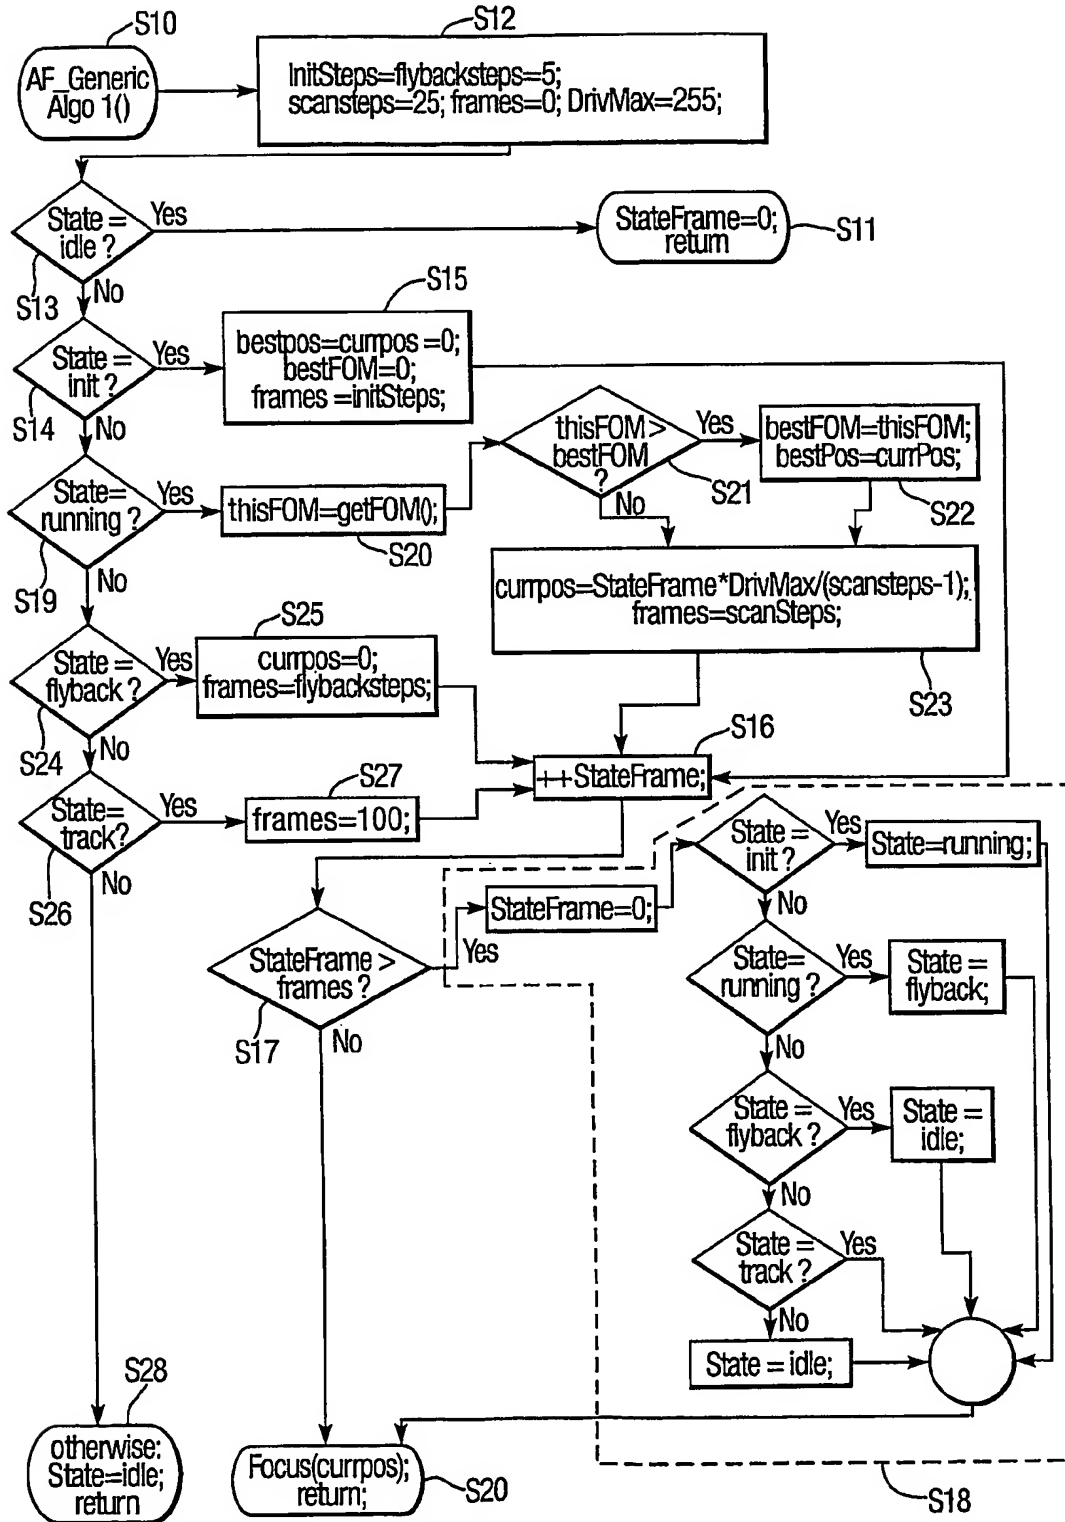 S10
S12
AF_Generic
Algo 1()
InitSteps=flybacksteps=5;
scansteps=25; frames=0; DrivMax=255;
State =
idle ?
Yes
StateFrame=0;
return
S11
S13
No
S15
State =
init ?
Yes
bestpos=currpos =0;
bestFOM=0;
frames =initSteps;
S14
No
thisFOM >
bestFOM
?
Yes
bestFOM=thisFOM;
bestPos=currPos;
S21
S22
No
State=
running ?
Yes
thisFOM=getFOM();
S20
S19
No
currpos=StateFrame*DrivMax/(scansteps-1);
frames=scanSteps;
S23
S25
State =
flyback ?
Yes
currpos=0;
frames=flybacksteps;
S24
No
S16
++StateFrame;
S27
State=
track?
Yes
frames=100;
S26
No
State =
init ?
Yes
State=running;
No
StateFrame=0;
StateFrame >
frames ?
Yes
S17
No
State=
running ?
Yes
State =
flyback;
No
State =
flyback ?
Yes
State =
idle;
No
State =
track ?
Yes
No
State = idle;
S28
otherwise:
State=idle;
return
Focus(currpos);
return;
S20
S18